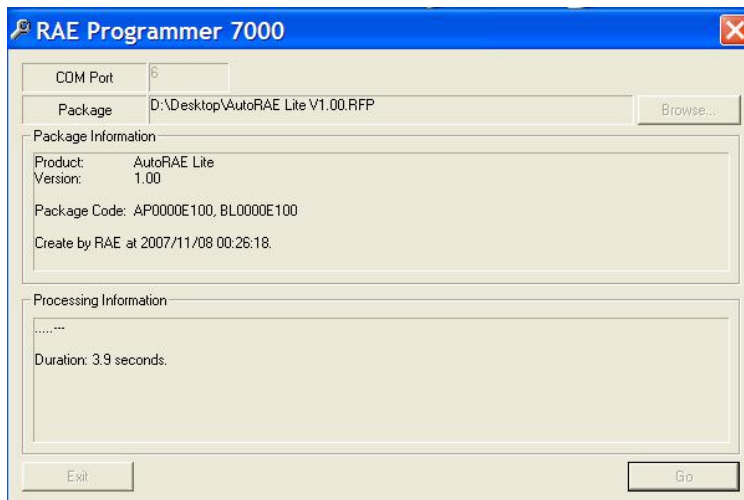 RAE Programmer 7000
COM Port 6
Package D:\Desktop\AutoRAE Lite V1.00.RFP Browse...
Package Information
Product: AutoRAE Lite
Version: 1.00
Package Code: AP0000E100, BL0000E100
Create by RAE at 2007/11/08 00:26:18.
Processing Information
.....---
Duration: 3.9 seconds.
Exit Go